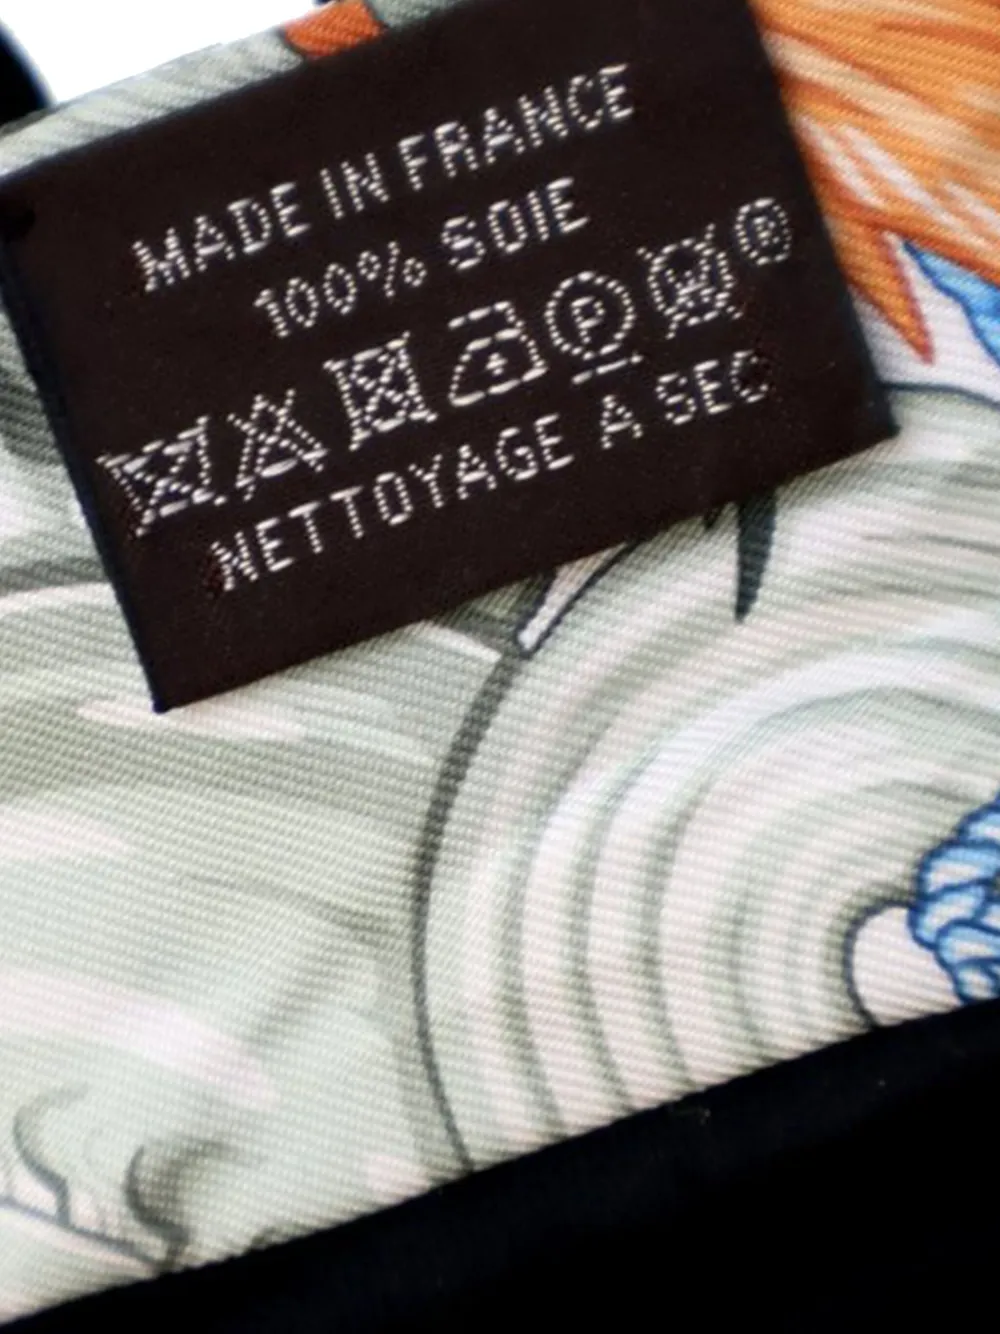 MADE IN FRANCE
100% SOIE
P W ®
NETTOYAGE A SEC